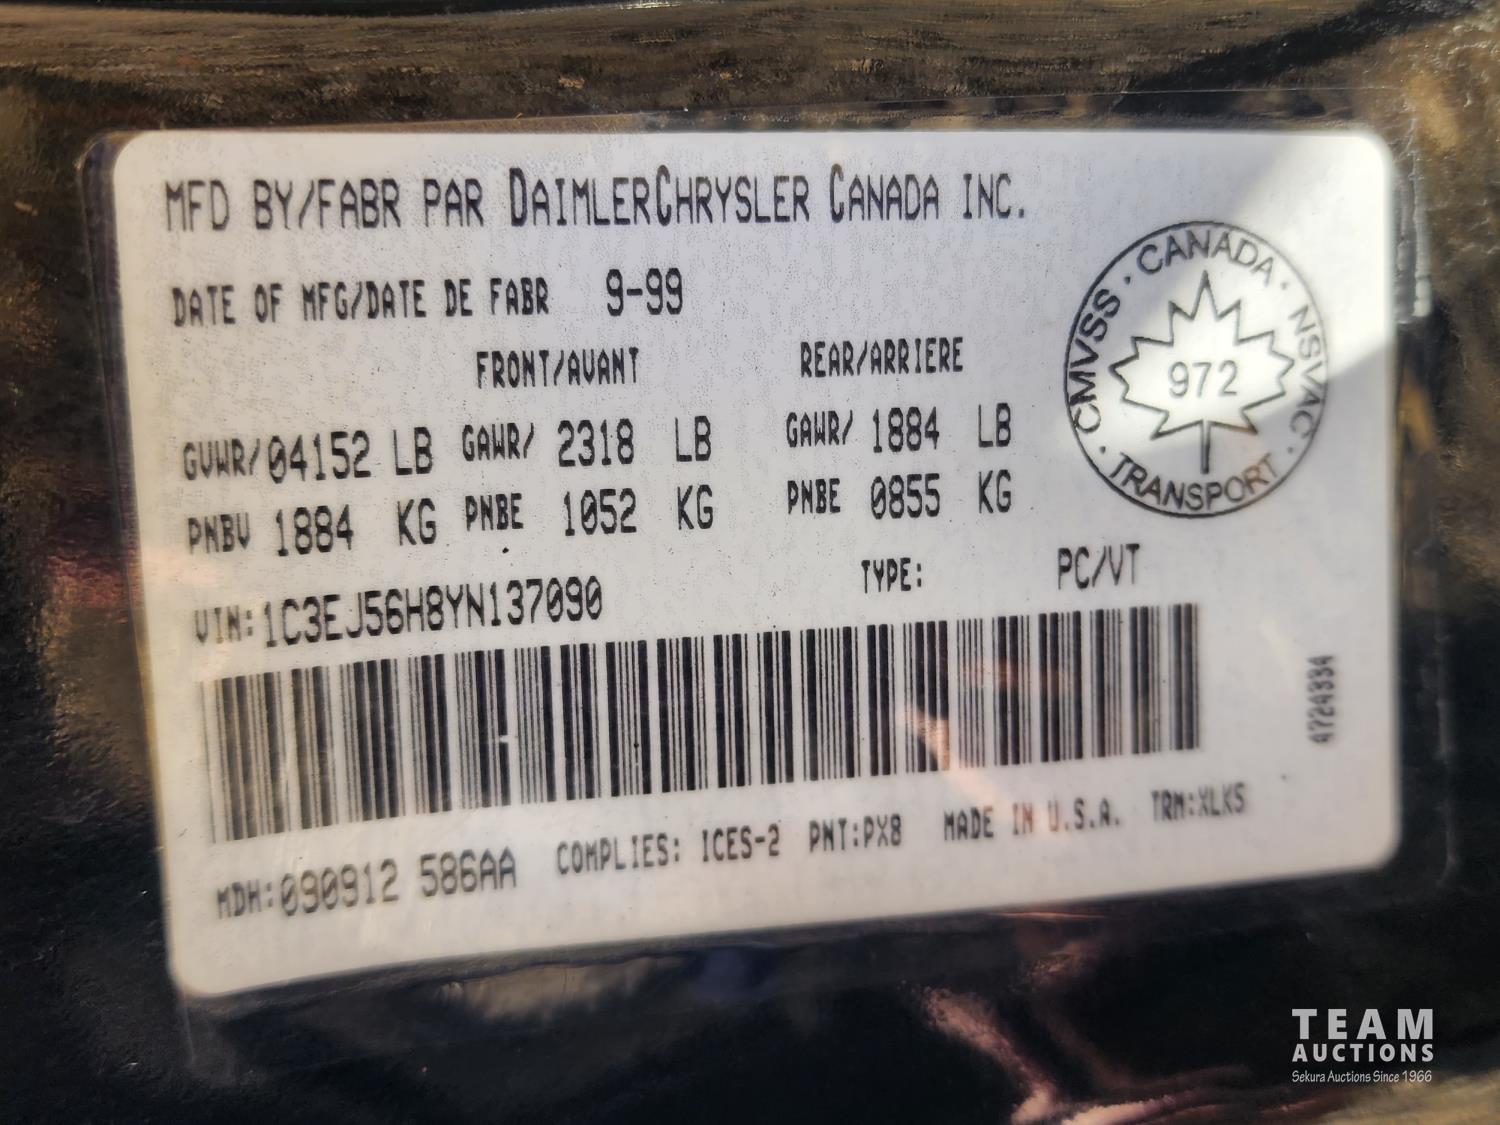 MFD BY/FABR PAR DAIMLERCHRYSLER CANADA INC.
DATE OF MFG/DATE DE FABR 9-99
FRONT/AVANT REAR/ARRIERE
GVWR/04152 LB GAWR/ 2318 LB GAWR/ 1884 LB
PNBV 1884 KG PNBE 1052 KG PNBE 0855 KG
VIN:1C3EJ56H8YN137090 TYPE: PC/VT
MDH:090912 586AA COMPLIES: ICES-2 PNT:PX8 MADE IN U.S.A. TRM:XLK5
4724334
CMVSS · CANADA · NSVAC · TRANSPORT ·
972
TEAM
AUCTIONS
Sekura Auctions Since 1966